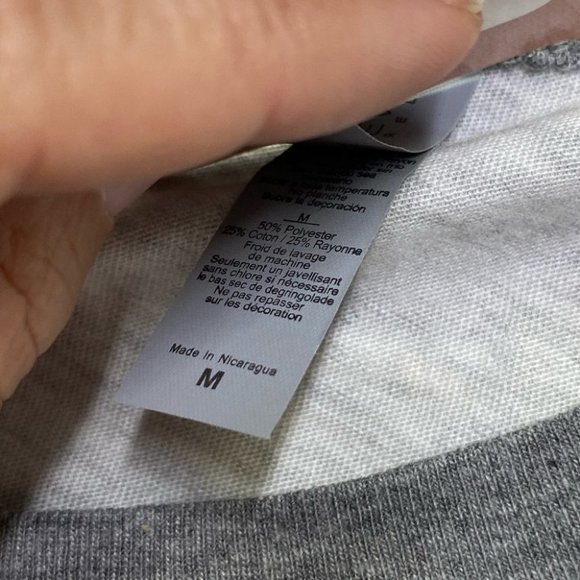 temperatura
planche
Sobre la decoración
M
50% Polyester
25% Coton / 25% Rayonne
Froid de lavage
de machine
Seulement un javellisant
sans chlore si nécessaire
le bas sec de degringolade
Ne pas repasser
sur les décoration
Made In Nicaragua
M